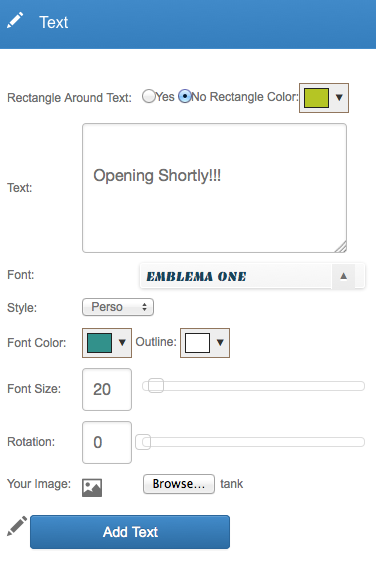 Text
Rectangle Around Text: Yes No Rectangle Color:
Text: Opening Shortly!!!
Font: EMBLEMA ONE
Style: Perso
Font Color: Outline:
Font Size: 20
Rotation: 0
Your Image: Browse... tank
Add Text